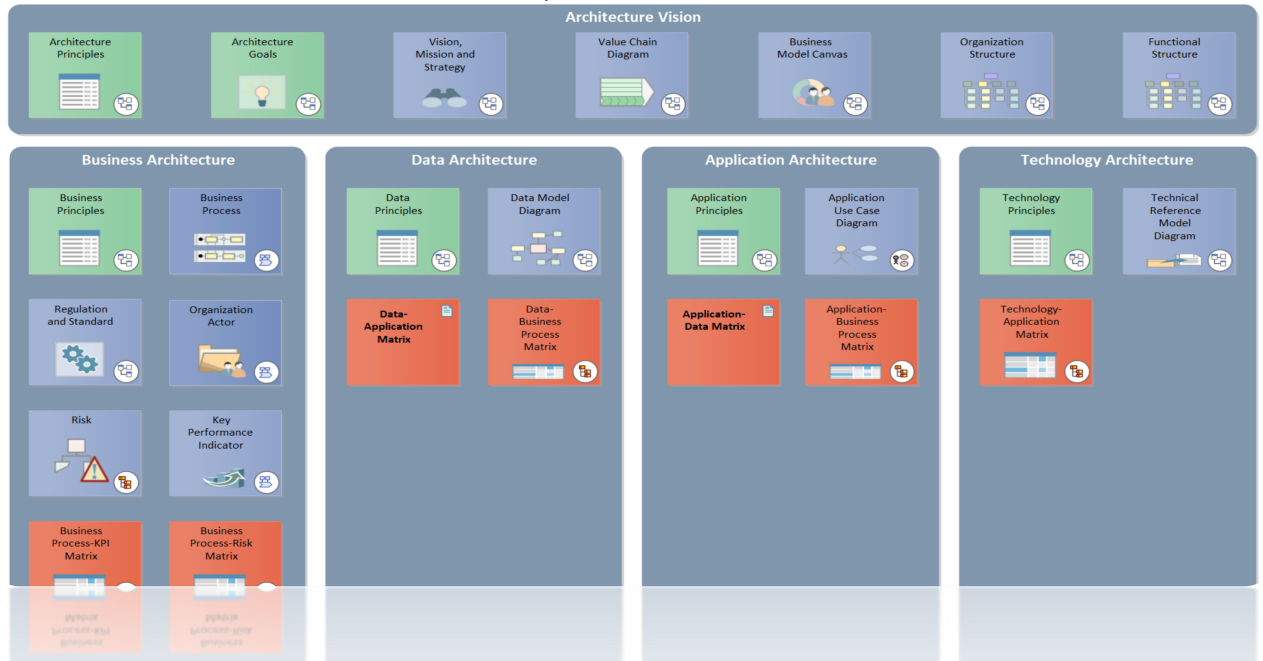 Architecture Vision
Architecture
Principles
Architecture
Goals
Vision,
Mission and
Strategy
Value Chain
Diagram
Business
Model Canvas
Organization
Structure
Functional
Structure
Business Architecture
Business
Principles
Business
Process
Regulation
and Standard
Organization
Actor
Risk
Key
Performance
Indicator
Business
Process-KPI
Matrix
Business
Process-Risk
Matrix
Data Architecture
Data
Principles
Data Model
Diagram
Data-
Application
Matrix
Data-
Business
Process
Matrix
Application Architecture
Application
Principles
Application
Use Case
Diagram
Application-
Data Matrix
Application-
Business
Process
Matrix
Technology Architecture
Technology
Principles
Technical
Reference
Model
Diagram
Technology-
Application
Matrix